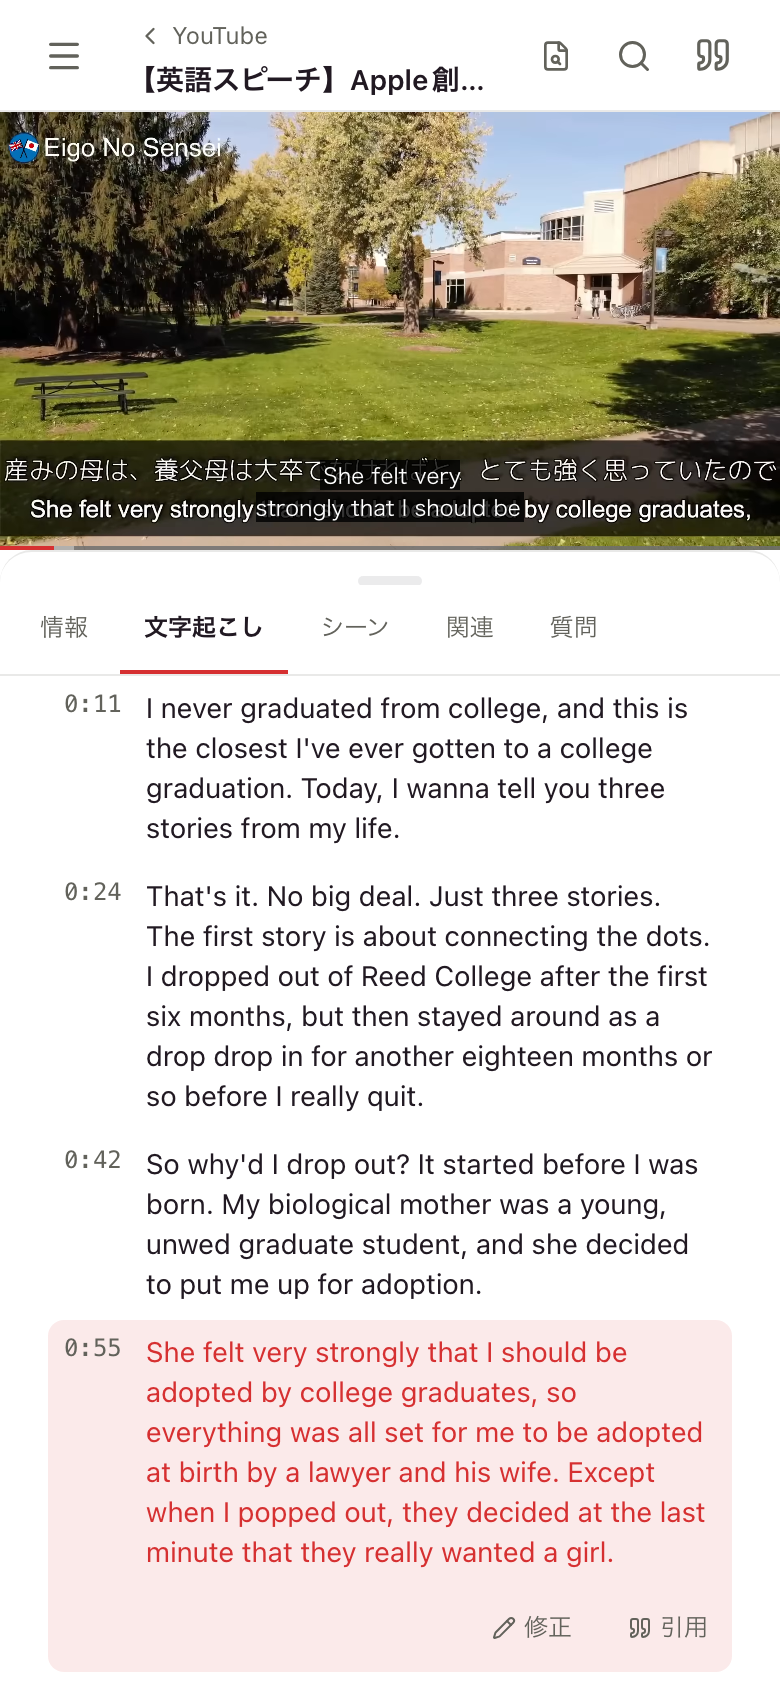 YouTube
【英語スピーチ】Apple創...
Eigo No Sensei
産みの母は、養父母は大卒で とても強く思っていたので
She felt very
She felt very strongly strongly that I should be by college graduates,
情報 文字起こし シーン 関連 質問
0:11 I never graduated from college, and this is
the closest I've ever gotten to a college
graduation. Today, I wanna tell you three
stories from my life.
0:24 That's it. No big deal. Just three stories.
The first story is about connecting the dots.
I dropped out of Reed College after the first
six months, but then stayed around as a
drop drop in for another eighteen months or
so before I really quit.
0:42 So why'd I drop out? It started before I was
born. My biological mother was a young,
unwed graduate student, and she decided
to put me up for adoption.
0:55 She felt very strongly that I should be
adopted by college graduates, so
everything was all set for me to be adopted
at birth by a lawyer and his wife. Except
when I popped out, they decided at the last
minute that they really wanted a girl.
修正 引用